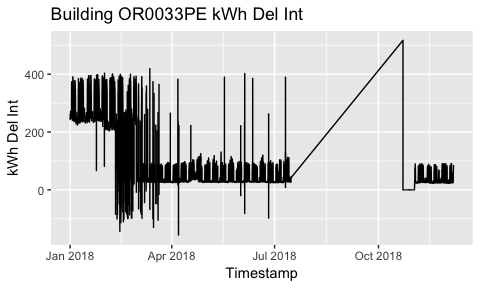 Building OR0033PE kWh Del Int
kWh Del Int
400
200
0
Jan 2018
Apr 2018
Jul 2018
Oct 2018
Timestamp